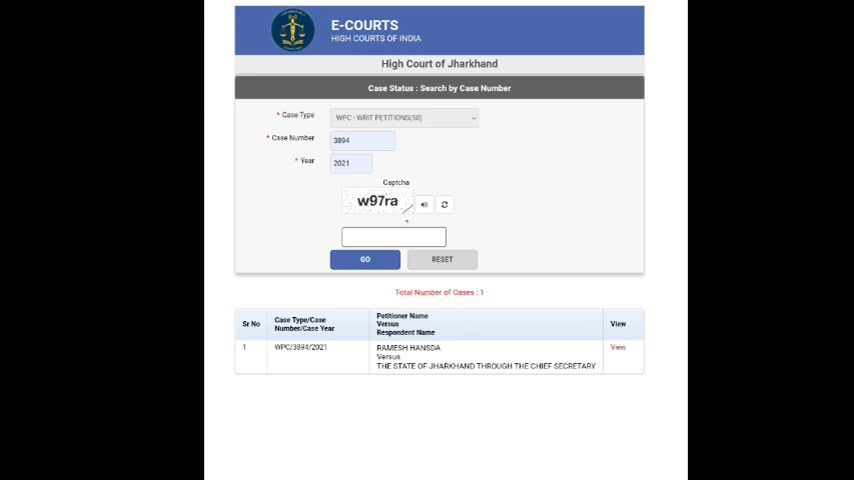 E-COURTS
HIGH COURTS OF INDIA
High Court of Jharkhand
Case Status : Search by Case Number
* Case Type
WPC - WRIT PETITIONS(50)
* Case Number
3894
* Year
2021
Captcha
w97ra
*
GO RESET
Total Number of Cases : 1
Sr No
Case Type/Case
Number/Case Year
Petitioner Name
Versus
Respondent Name
View
1
WPC/3894/2021
RAMESH HANSDA
Versus
THE STATE OF JHARKHAND THROUGH THE CHIEF SECRETARY
View